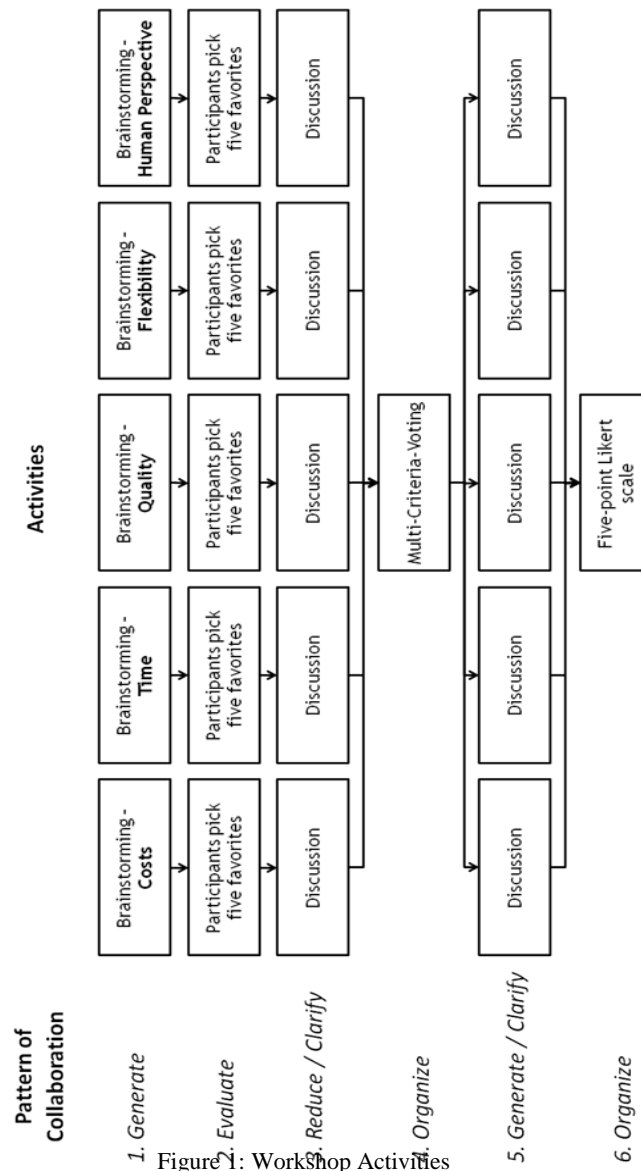 Pattern of
Collaboration
Activities
1. Generate
Brainstorming -
Costs
Brainstorming -
Time
Brainstorming -
Quality
Brainstorming -
Flexibility
Brainstorming -
Human Perspective
2. Evaluate
Participants pick
five favorites
Participants pick
five favorites
Participants pick
five favorites
Participants pick
five favorites
Participants pick
five favorites
3. Reduce / Clarify
Discussion
Discussion
Discussion
Discussion
Discussion
4. Organize
Multi-Criteria-Voting
5. Generate / Clarify
Discussion
Discussion
Discussion
Discussion
Discussion
6. Organize
Five-point Likert
scale
Figure 1: Workshop Activities